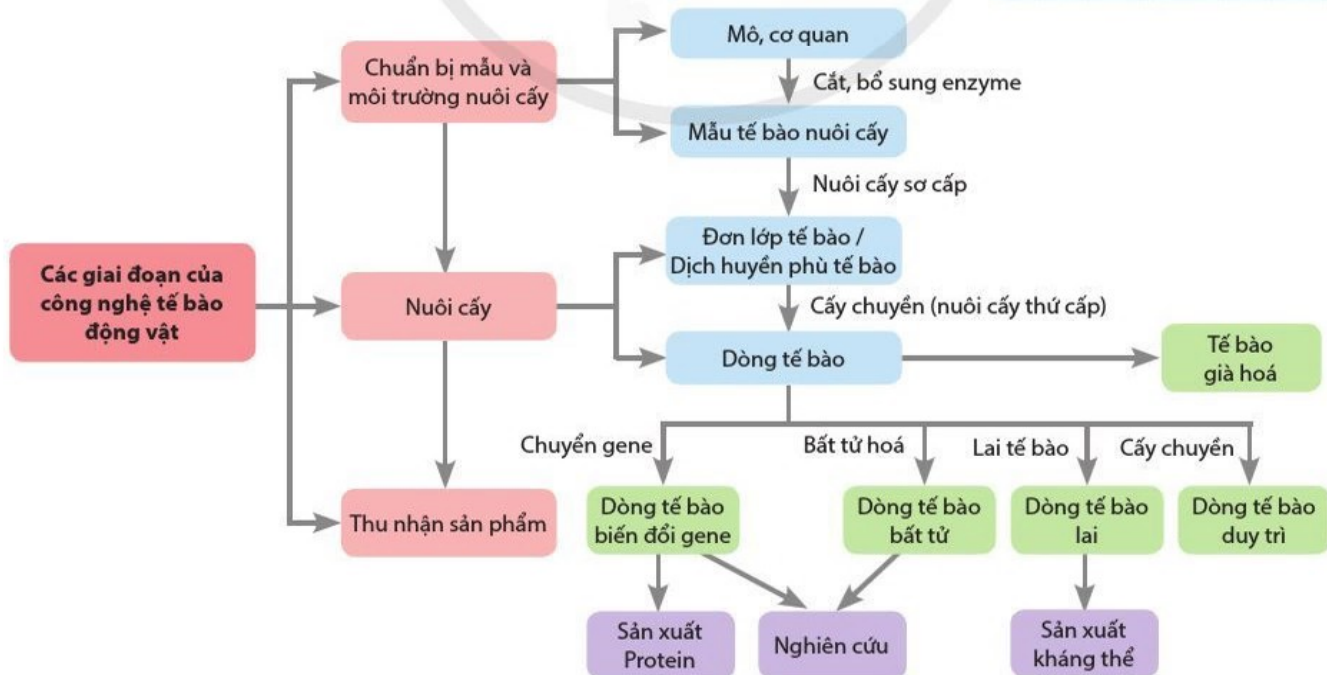 Mô, cơ quan
Chuẩn bị mẫu và
môi trường nuôi cấy
Cắt, bổ sung enzyme
Mẫu tế bào nuôi cấy
Nuôi cấy sơ cấp
Đơn lớp tế bào /
Dịch huyền phù tế bào
Các giai đoạn của
công nghệ tế bào
động vật
Nuôi cấy
Cấy chuyền (nuôi cấy thứ cấp)
Dòng tế bào
Tế bào
già hoá
Chuyển gene
Bất tử hoá
Lai tế bào
Cấy chuyền
Thu nhận sản phẩm
Dòng tế bào
biến đổi gene
Dòng tế bào
bất tử
Dòng tế bào
lai
Dòng tế bào
duy trì
Sản xuất
Protein
Nghiên cứu
Sản xuất
kháng thể